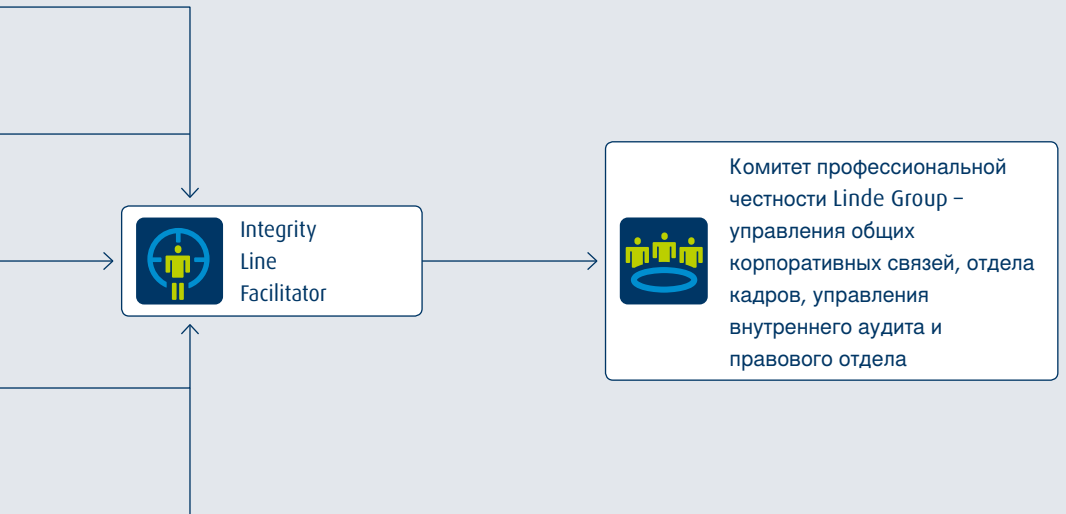 Integrity
Line
Facilitator
Комитет профессиональной
честности Linde Group –
управления общих
корпоративных связей, отдела
кадров, управления
внутреннего аудита и
правового отдела